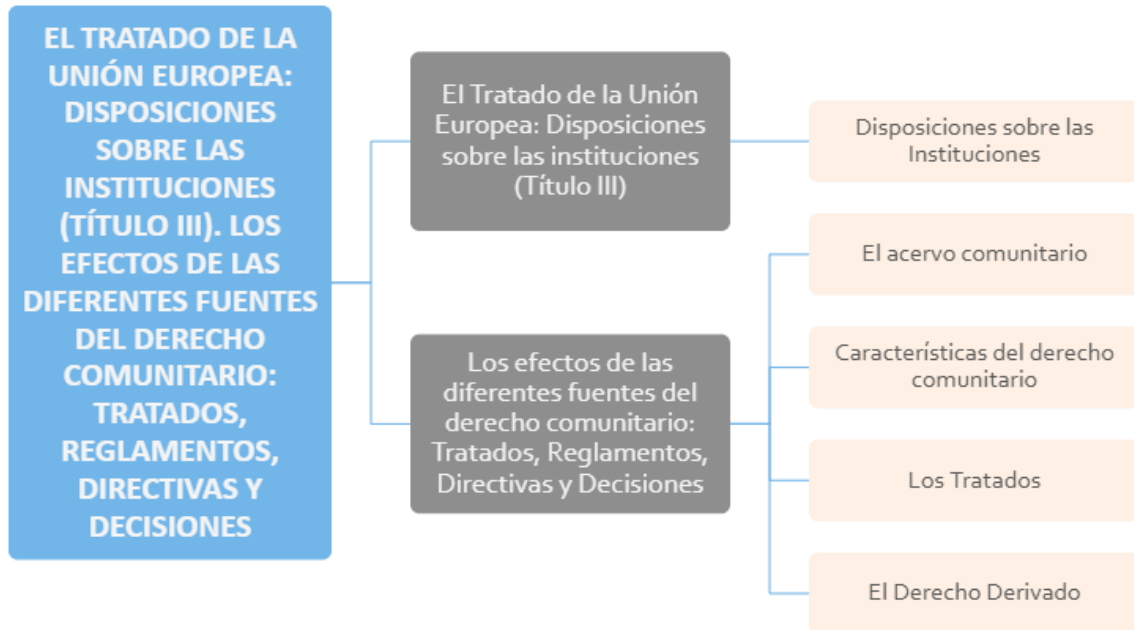 EL TRATADO DE LA
UNIÓN EUROPEA:
DISPOSICIONES
SOBRE LAS
INSTITUCIONES
(TÍTULO III). LOS
EFECTOS DE LAS
DIFERENTES FUENTES
DEL DERECHO
COMUNITARIO:
TRATADOS,
REGLAMENTOS,
DIRECTIVAS Y
DECISIONES
El Tratado de la Unión
Europea: Disposiciones
sobre las instituciones
(Título III)
Disposiciones sobre las
Instituciones
Los efectos de las
diferentes fuentes del
derecho comunitario:
Tratados, Reglamentos,
Directivas y Decisiones
El acervo comunitario
Características del derecho
comunitario
Los Tratados
El Derecho Derivado